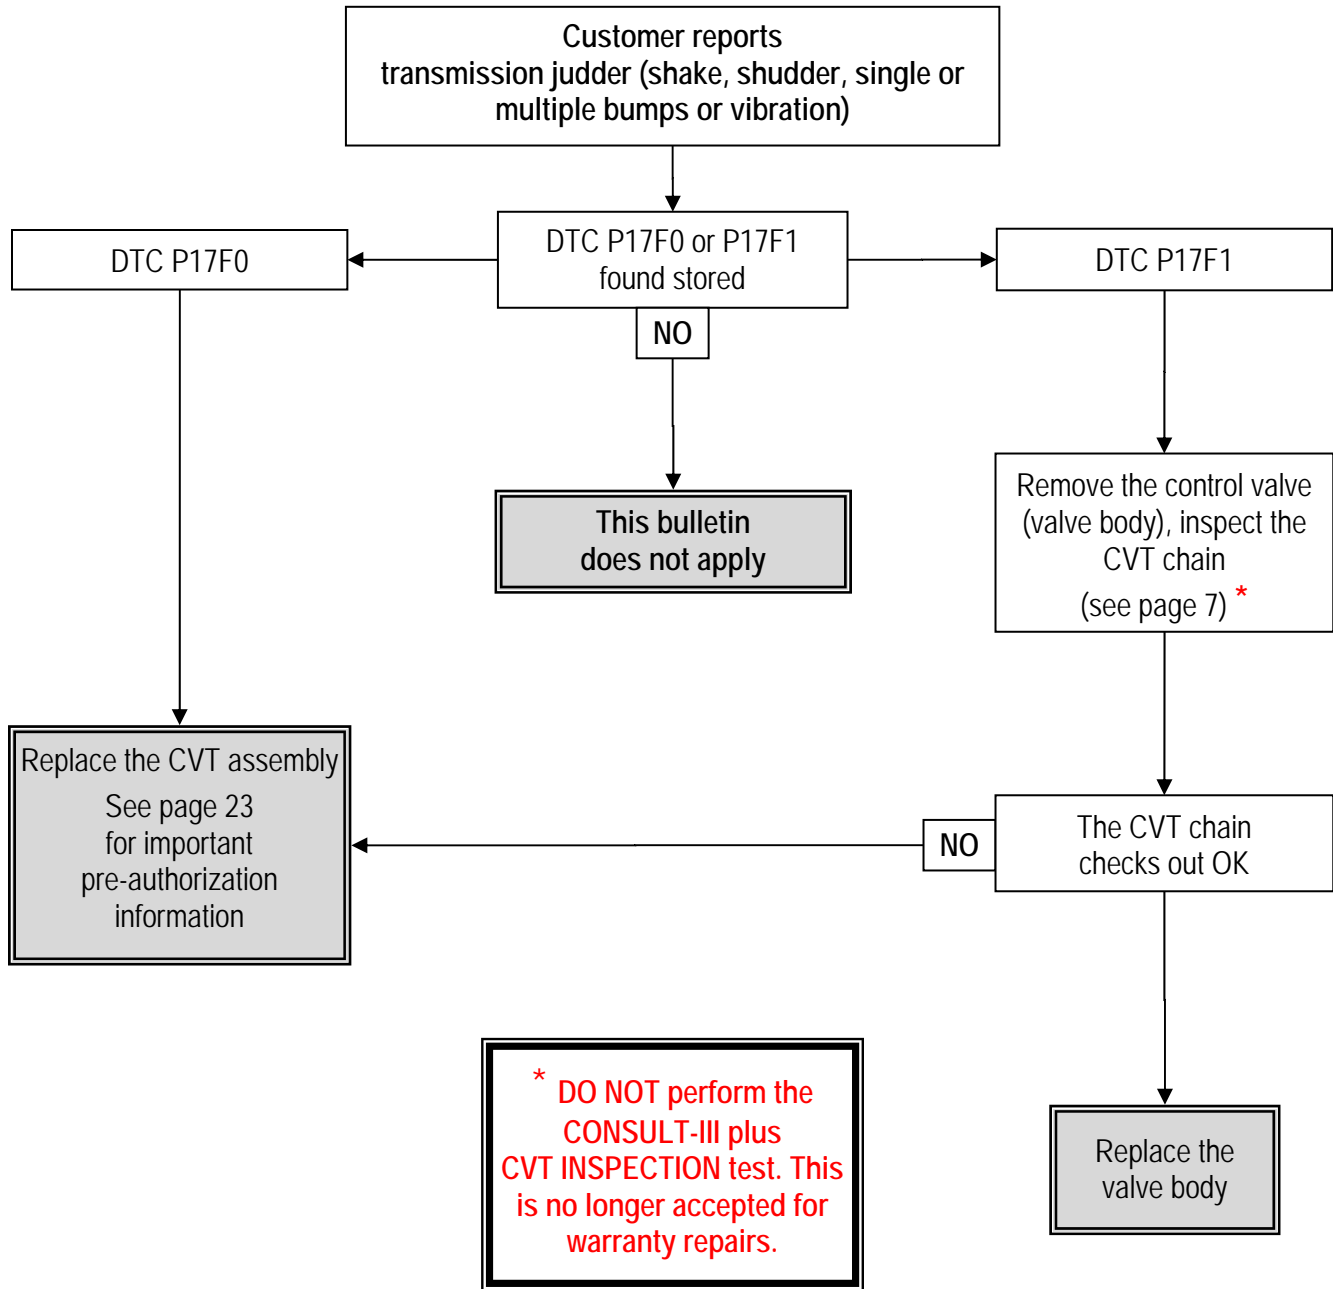 Customer reports
transmission judder (shake, shudder, single or
multiple bumps or vibration)
DTC P17F0
DTC P17F0 or P17F1
found stored
DTC P17F1
NO
This bulletin
does not apply
Remove the control valve
(valve body), inspect the
CVT chain
(see page 7) *
Replace the CVT assembly
See page 23
for important
pre-authorization
information
NO
The CVT chain
checks out OK
* DO NOT perform the
CONSULT-III plus
CVT INSPECTION test. This
is no longer accepted for
warranty repairs.
Replace the
valve body